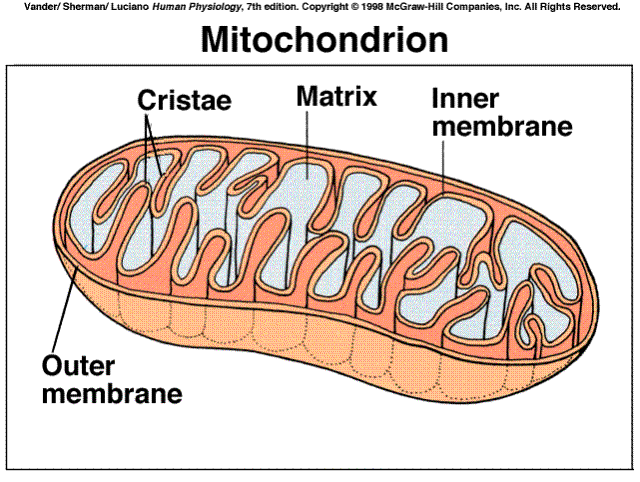 Vander/ Sherman/ Luciano Human Physiology, 7th edition. Copyright © 1998 McGraw-Hill Companies, Inc. All Rights Reserved.
Mitochondrion
Cristae
Matrix
Inner
membrane
Outer
membrane